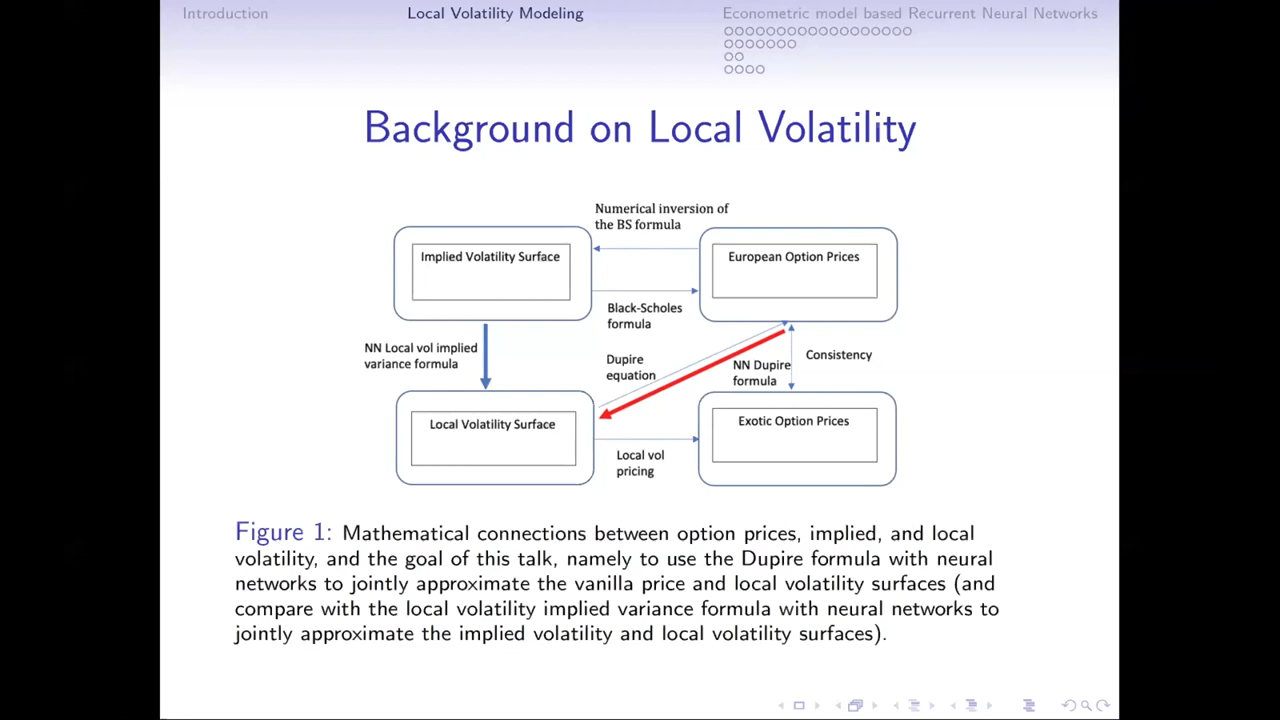 Introduction
Local Volatility Modeling
Econometric model based Recurrent Neural Networks
Background on Local Volatility
Numerical inversion of
the BS formula
Implied Volatility Surface
European Option Prices
Black-Scholes
formula
NN Local vol implied
variance formula
Dupire
equation
NN Dupire
formula
Consistency
Local Volatility Surface
Exotic Option Prices
Local vol
pricing
Figure 1: Mathematical connections between option prices, implied, and local
volatility, and the goal of this talk, namely to use the Dupire formula with neural
networks to jointly approximate the vanilla price and local volatility surfaces (and
compare with the local volatility implied variance formula with neural networks to
jointly approximate the implied volatility and local volatility surfaces).